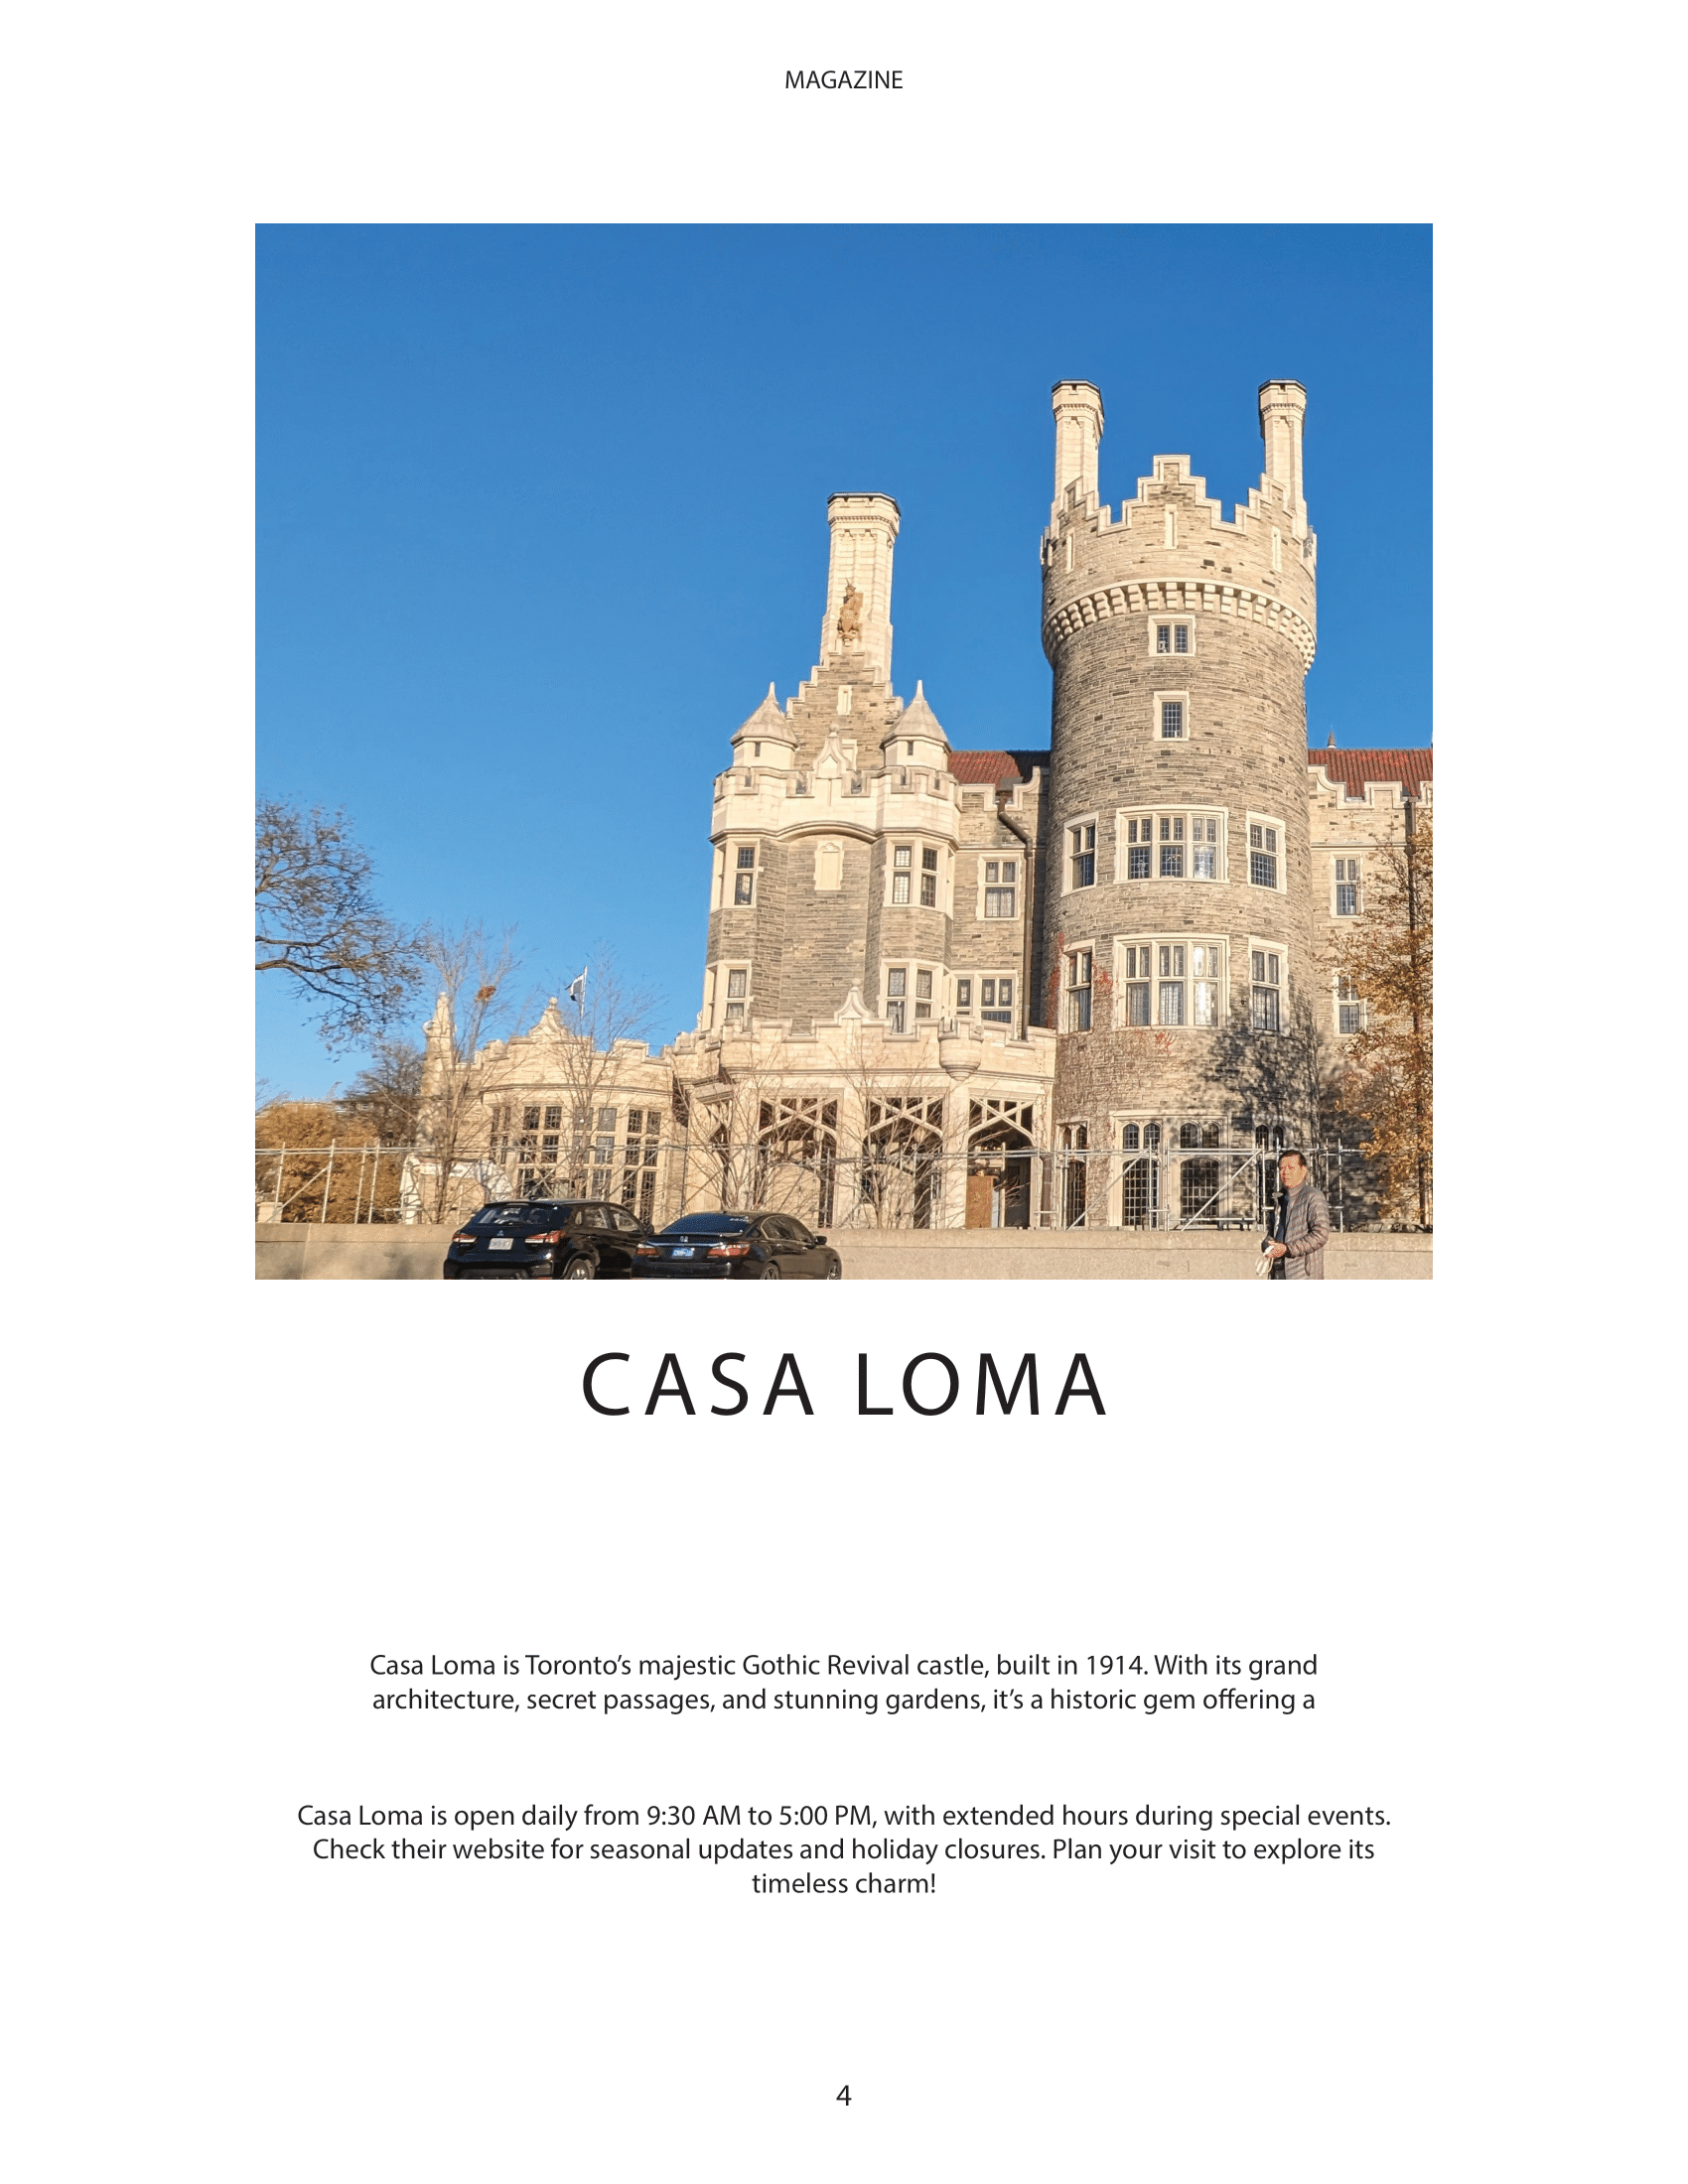 MAGAZINE
CASA LOMA
Casa Loma is Toronto’s majestic Gothic Revival castle, built in 1914. With its grand
architecture, secret passages, and stunning gardens, it’s a historic gem offering a
Casa Loma is open daily from 9:30 AM to 5:00 PM, with extended hours during special events.
Check their website for seasonal updates and holiday closures. Plan your visit to explore its
timeless charm!
4